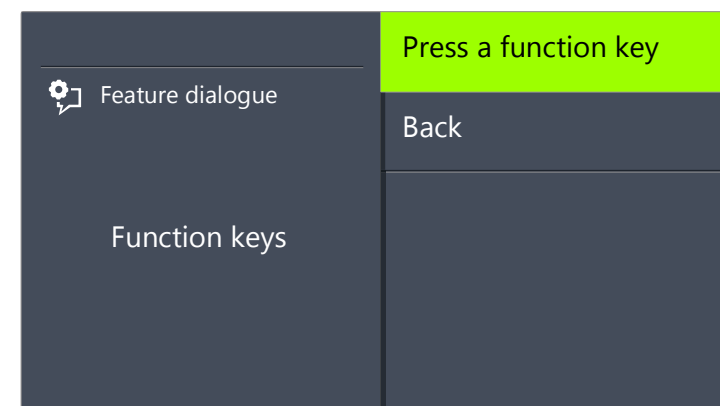 Feature dialogue
Function keys
Press a function key
Back